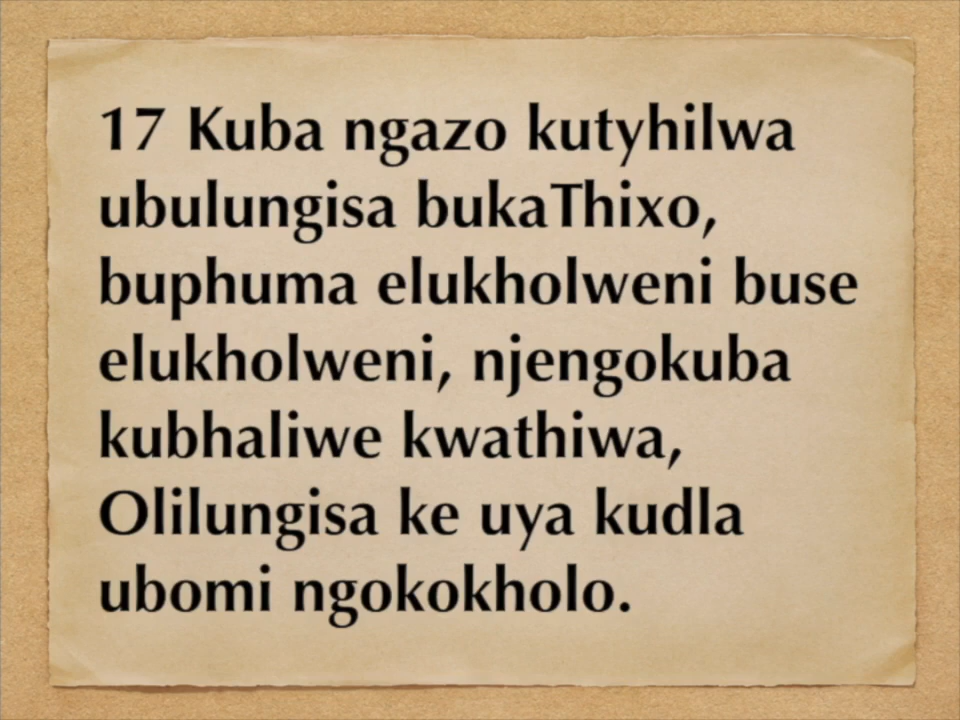 17 Kuba ngazo kutyhilwa
ubulungisa bukaThixo,
buphuma elukholweni buse
elukholweni, njengokuba
kubhaliwe kwathiwa,
Olilungisa ke uya kudla
ubomi ngokokholo.